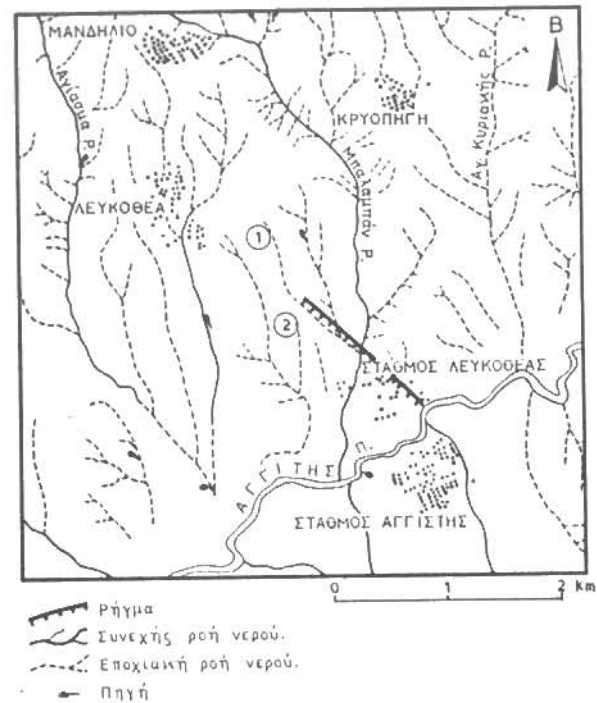 ΜΑΝΔΗΛΙΟ
Β
Αγίασμα Ρ.
ΚΡΥΟΠΗΓΗ
Αγ. Κυριακής Ρ.
Μπαλαμπάν Ρ.
ΛΕΥΚΟΘΕΑ
1
2
ΣΤΑΘΜΟΣ ΛΕΥΚΟΘΕΑΣ
ΑΓΓΙΤΗΣ Π.
ΣΤΑΘΜΟΣ ΑΓΓΙΣΤΗΣ
0 1 2 Km
Ρήγμα
Συνεχής ροή νερού.
Εποχιακή ροή νερού.
Πηγή